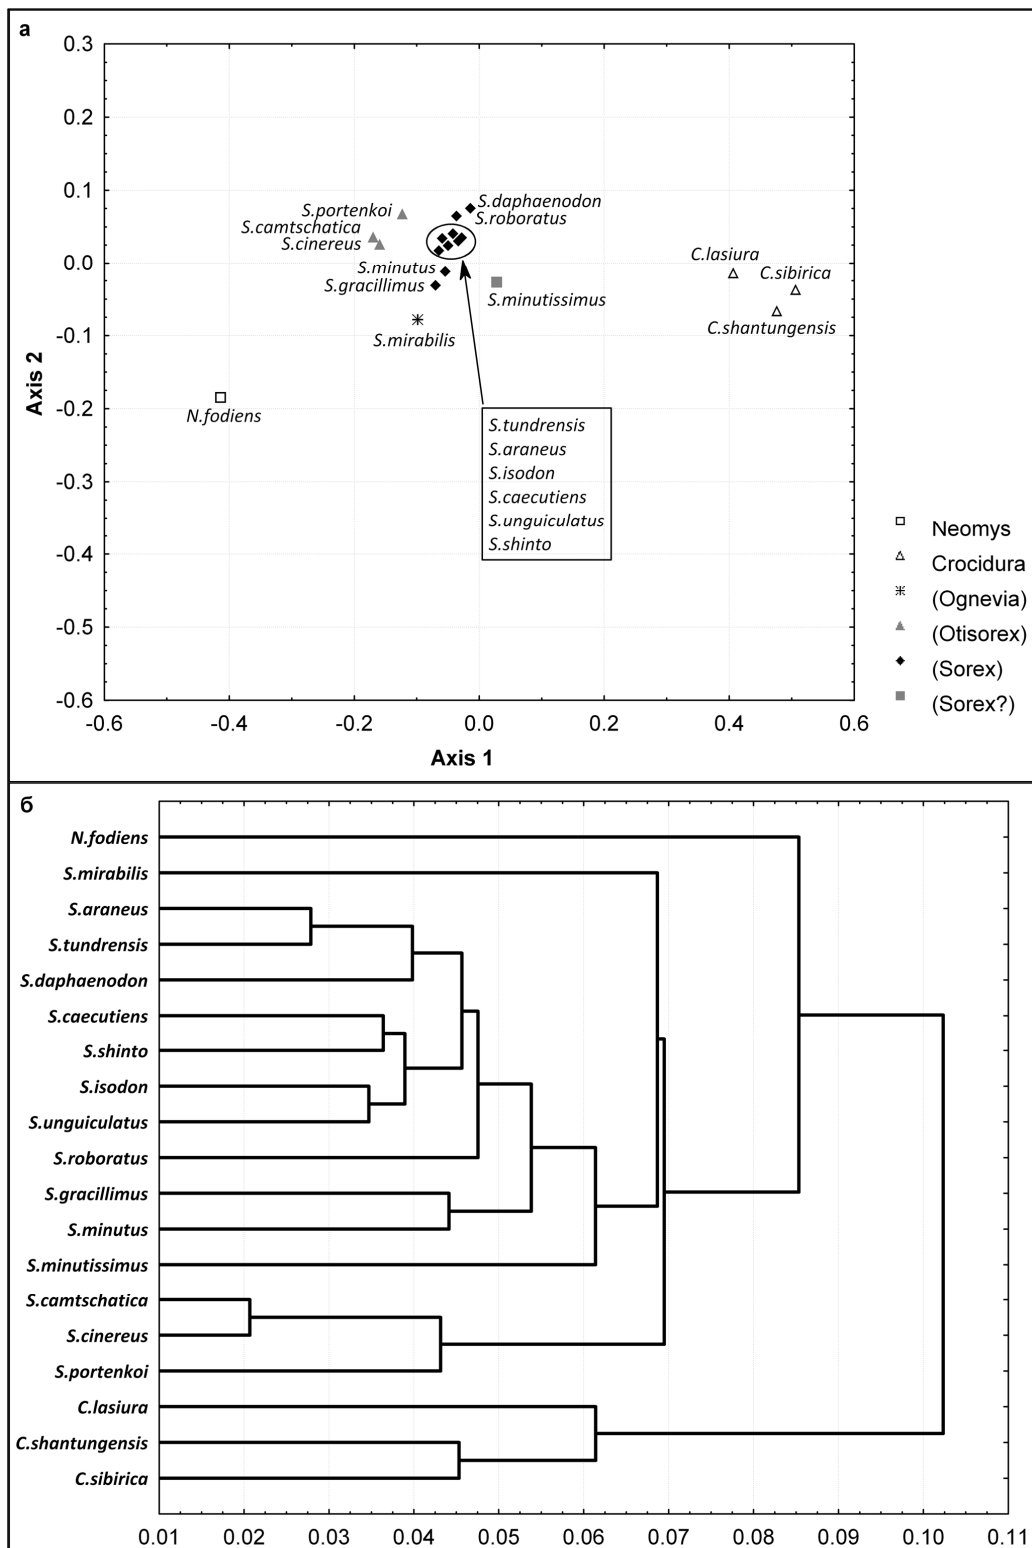 a
0.3
0.2
0.1
0.0
-0.1
-0.2
-0.3
-0.4
-0.5
-0.6
Axis 2
S.daphaenodon
S.portenkoi
S.roboratus
S.camtschatica
S.cinereus
S.minutus
S.gracillimus
S.minutissimus
S.mirabilis
C.lasiura
C.sibirica
C.shantungensis
N.fodiens
S.tundrensis
S.araneus
S.isodon
S.caecutiens
S.unguiculatus
S.shinto
Neomys
Crocidura
(Ognevia)
(Otisorex)
(Sorex)
(Sorex?)
-0.6 -0.4 -0.2 0.0 0.2 0.4 0.6
Axis 1
б
N.fodiens
S.mirabilis
S.araneus
S.tundrensis
S.daphaenodon
S.caecutiens
S.shinto
S.isodon
S.unguiculatus
S.roboratus
S.gracillimus
S.minutus
S.minutissimus
S.camtschatica
S.cinereus
S.portenkoi
C.lasiura
C.shantungensis
C.sibirica
0.01 0.02 0.03 0.04 0.05 0.06 0.07 0.08 0.09 0.10 0.11